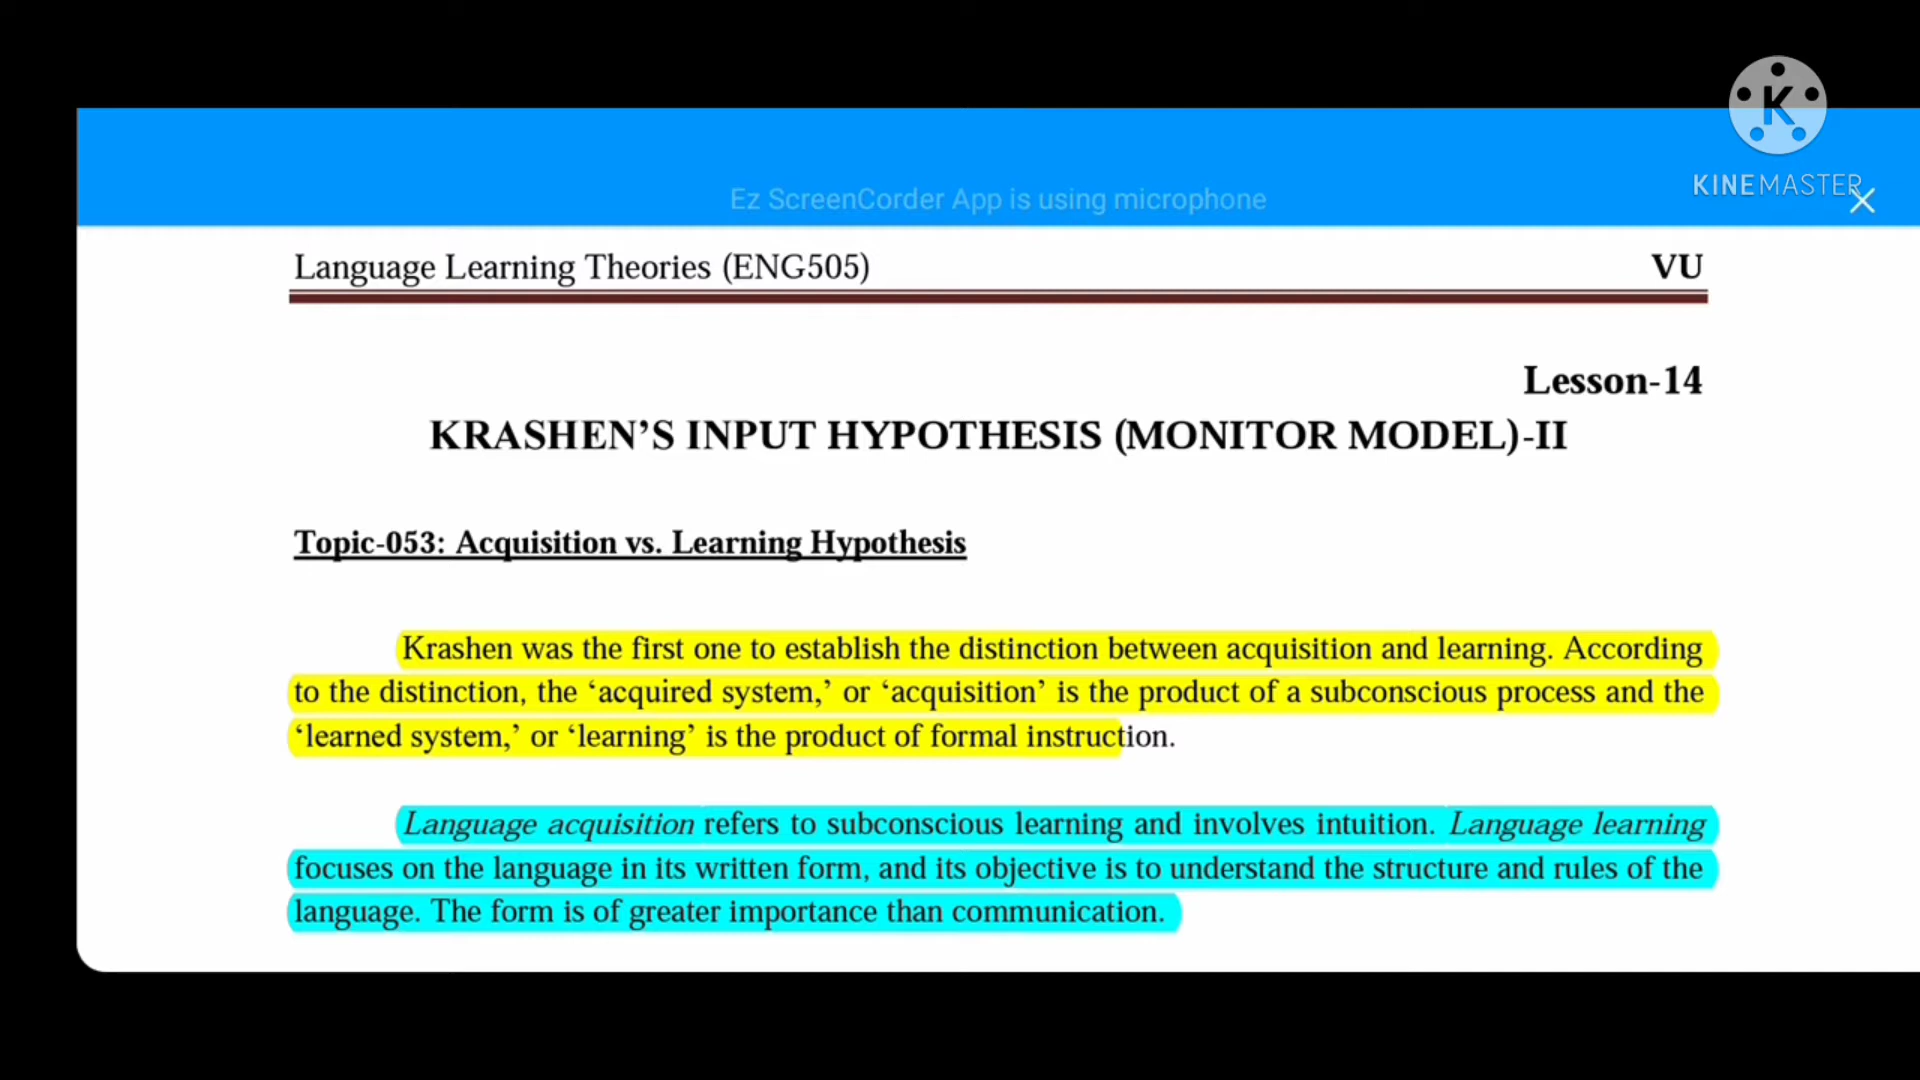 K
KINEMASTER
Ez ScreenCorder App is using microphone
Language Learning Theories (ENG505) VU
Lesson-14
KRASHEN’S INPUT HYPOTHESIS (MONITOR MODEL)-II
Topic-053: Acquisition vs. Learning Hypothesis
Krashen was the first one to establish the distinction between acquisition and learning. According
to the distinction, the ‘acquired system,’ or ‘acquisition’ is the product of a subconscious process and the
‘learned system,’ or ‘learning’ is the product of formal instruction.
Language acquisition refers to subconscious learning and involves intuition. Language learning
focuses on the language in its written form, and its objective is to understand the structure and rules of the
language. The form is of greater importance than communication.